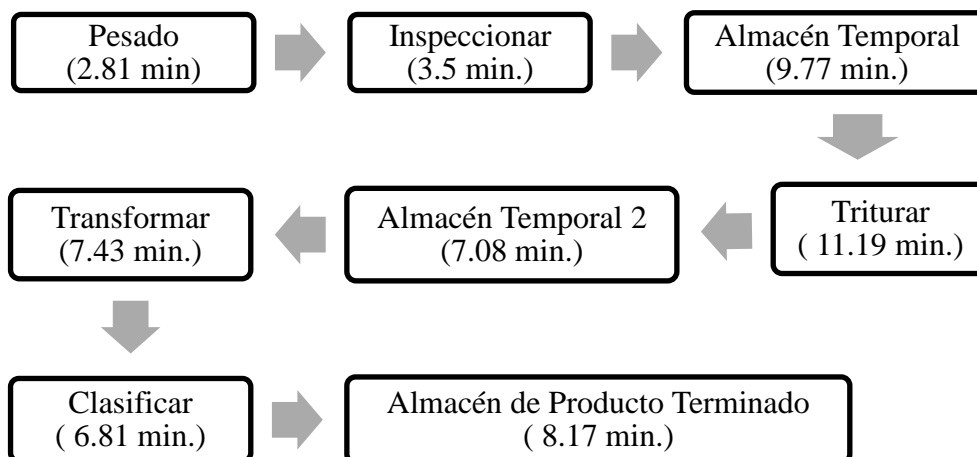 Pesado
(2.81 min)
Inspeccionar
(3.5 min.)
Almacén Temporal
(9.77 min.)
Triturar
( 11.19 min.)
Almacén Temporal 2
(7.08 min.)
Transformar
(7.43 min.)
Clasificar
( 6.81 min.)
Almacén de Producto Terminado
( 8.17 min.)